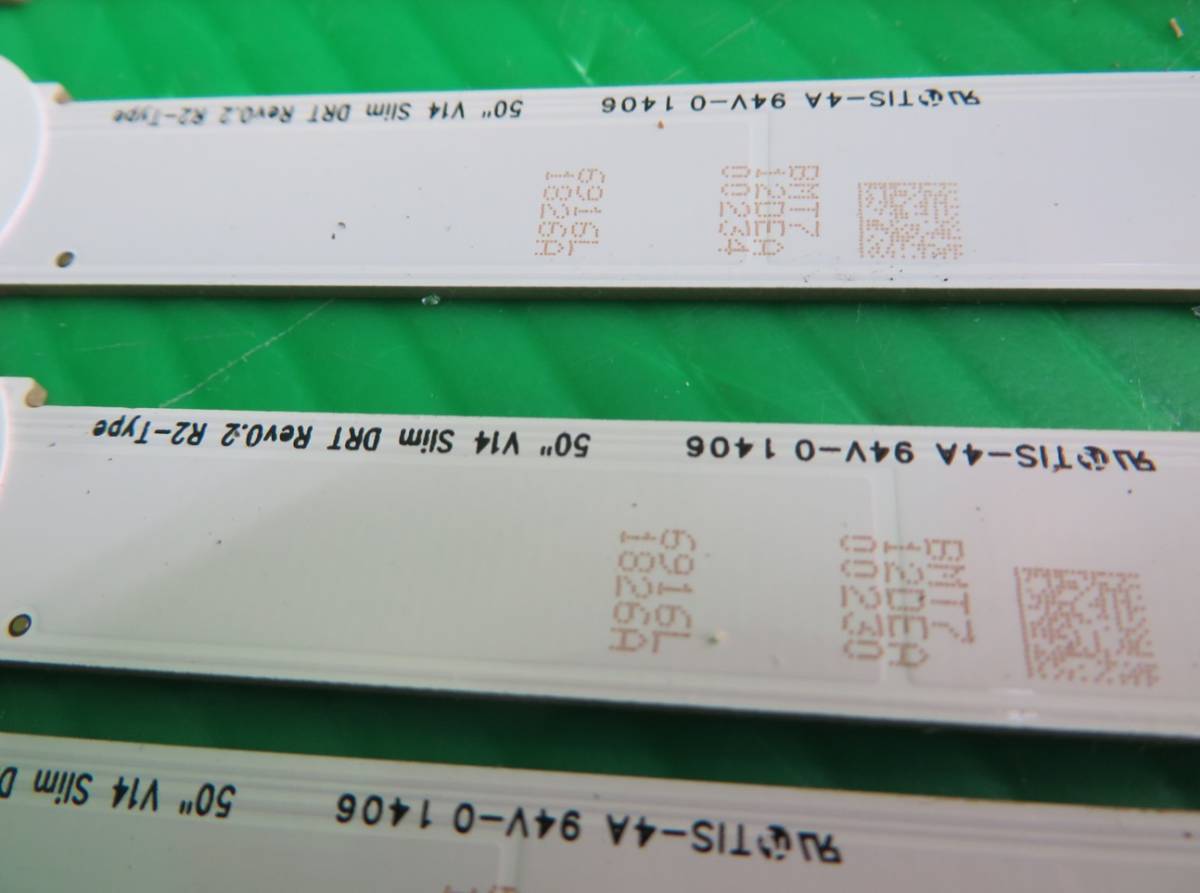 TIS-4A 94V-0 1406 50" V14 Slim DRT Rev0.2 R2-Type
6916L
1826A
BMT7
12DEA
00234
TIS-4A 94V-0 1406 50" V14 Slim DRT Rev0.2 R2-Type
6916L
1826A
BMT7
12DEA
00230
TIS-4A 94V-0 1406 50" V14 Slim